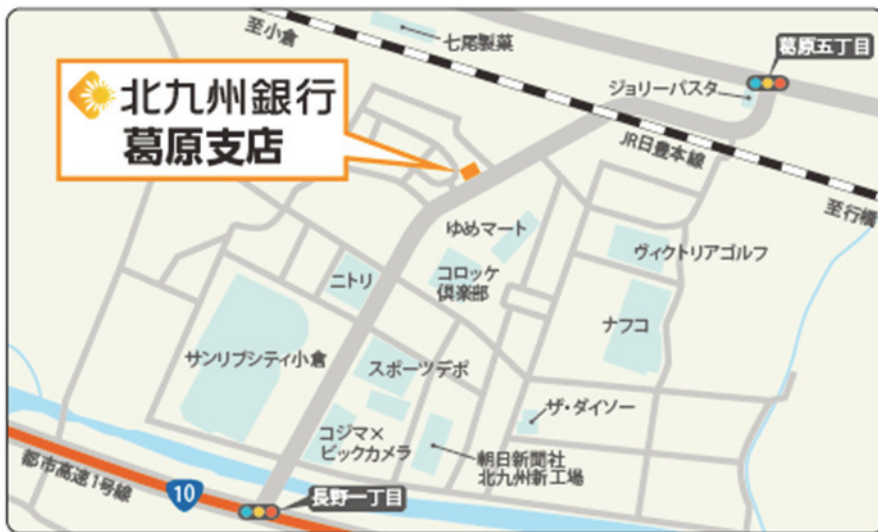 至小倉
七尾製菓
葛原五丁目
ジョリーパスタ
北九州銀行
葛原支店
JR日豊本線
至行橋
ゆめマート
ヴィクトリアゴルフ
ニトリ
コロッケ
倶楽部
ナフコ
サンリブシティ小倉
スポーツデポ
ザ・ダイソー
コジマ×
ビックカメラ
朝日新聞社
北九州新工場
都市高速1号線
10
長野一丁目